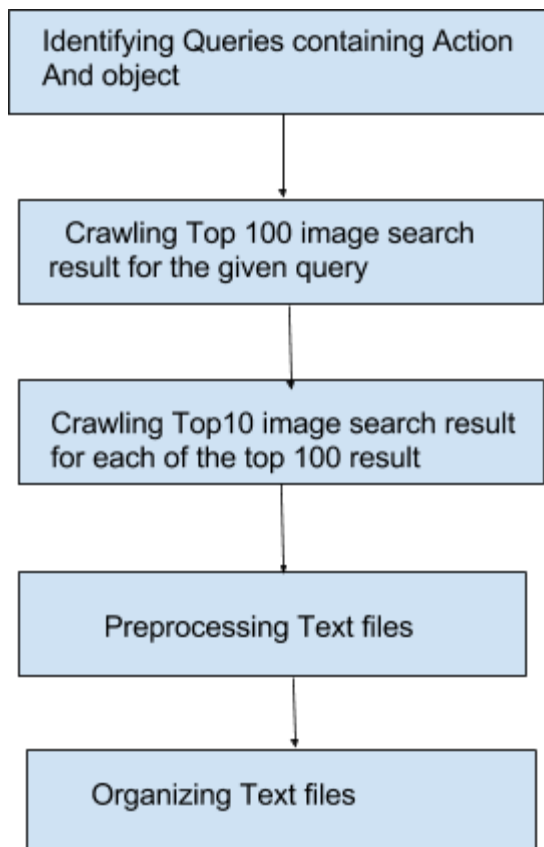 Identifying Queries containing Action
And object
Crawling Top 100 image search
result for the given query
Crawling Top10 image search result
for each of the top 100 result
Preprocessing Text files
Organizing Text files